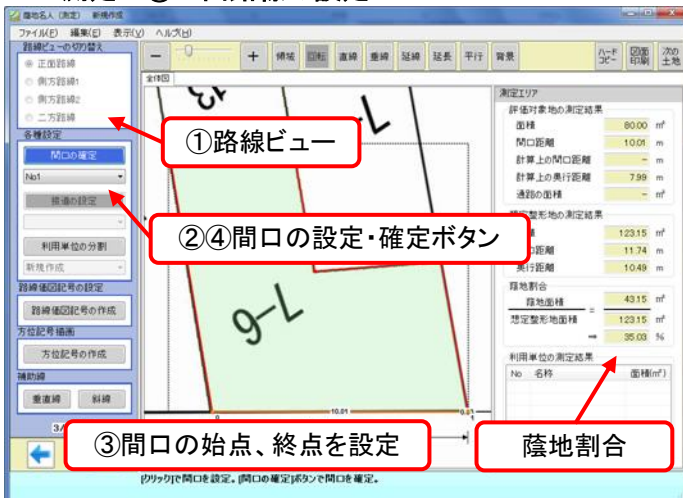 蔭地名人 (測定) 新規作成
ファイル(F) 編集(E) 表示(V) ヘルプ(H)
路線ビューの切り替え
正面路線
側方路線1
側方路線2
二方路線
各種設定
間口の確定
No1
隅切の設定
利用単位の分割
新規作成
路線価図記号の設定
路線価図記号の作成
方位記号描画
方位記号の作成
補助線
垂直線 斜線
3/
－ ＋ 傾城 回転 直線 垂線 延線 延長 平行 背景
ハードコピー 図面印刷 次の土地
全体図
①路線ビュー
②④間口の設定・確定ボタン
7-6
10.01
0
③間口の始点、終点を設定
測定エリア
評価対象地の測定結果
面積 80.00 ㎡
間口距離 10.01 m
計算上の間口距離 － m
計算上の奥行距離 7.99 m
通路の面積 － ㎡
123.15 ㎡
11.74 m
奥行距離 10.49 m
蔭地割合
蔭地面積 43.15 ㎡
＝
想定整形地面積 123.15 ㎡
⇒ 35.03 %
利用単位の測定結果
No 名称 面積(㎡)
蔭地割合
[クリック]で間口を設定。[間口の確定]ボタンで間口を確定。